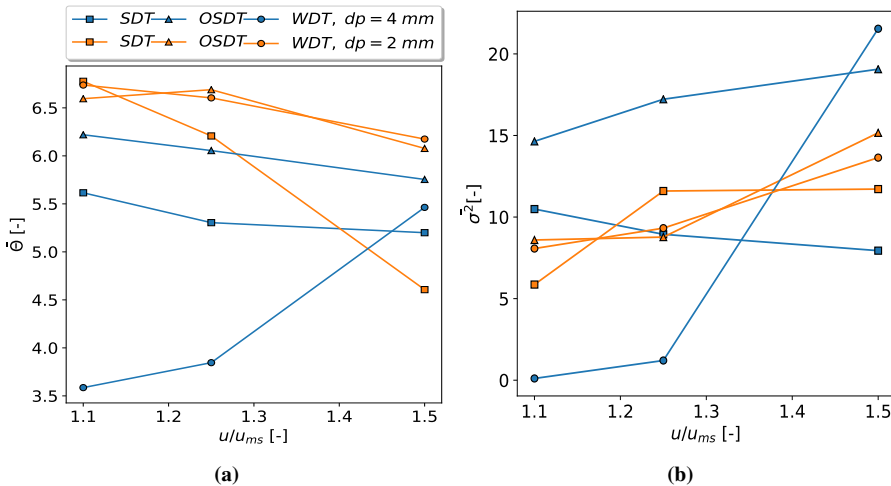 SDT OSDT WDT, dp = 4 mm
SDT OSDT WDT, dp = 2 mm
6.5
6.0
5.5
5.0
4.5
4.0
3.5
Θ̄ [-]
1.1 1.2 1.3 1.4 1.5
u/u_ms [-]
(a)
20
15
10
5
0
σ̄²[-]
1.1 1.2 1.3 1.4 1.5
u/u_ms [-]
(b)